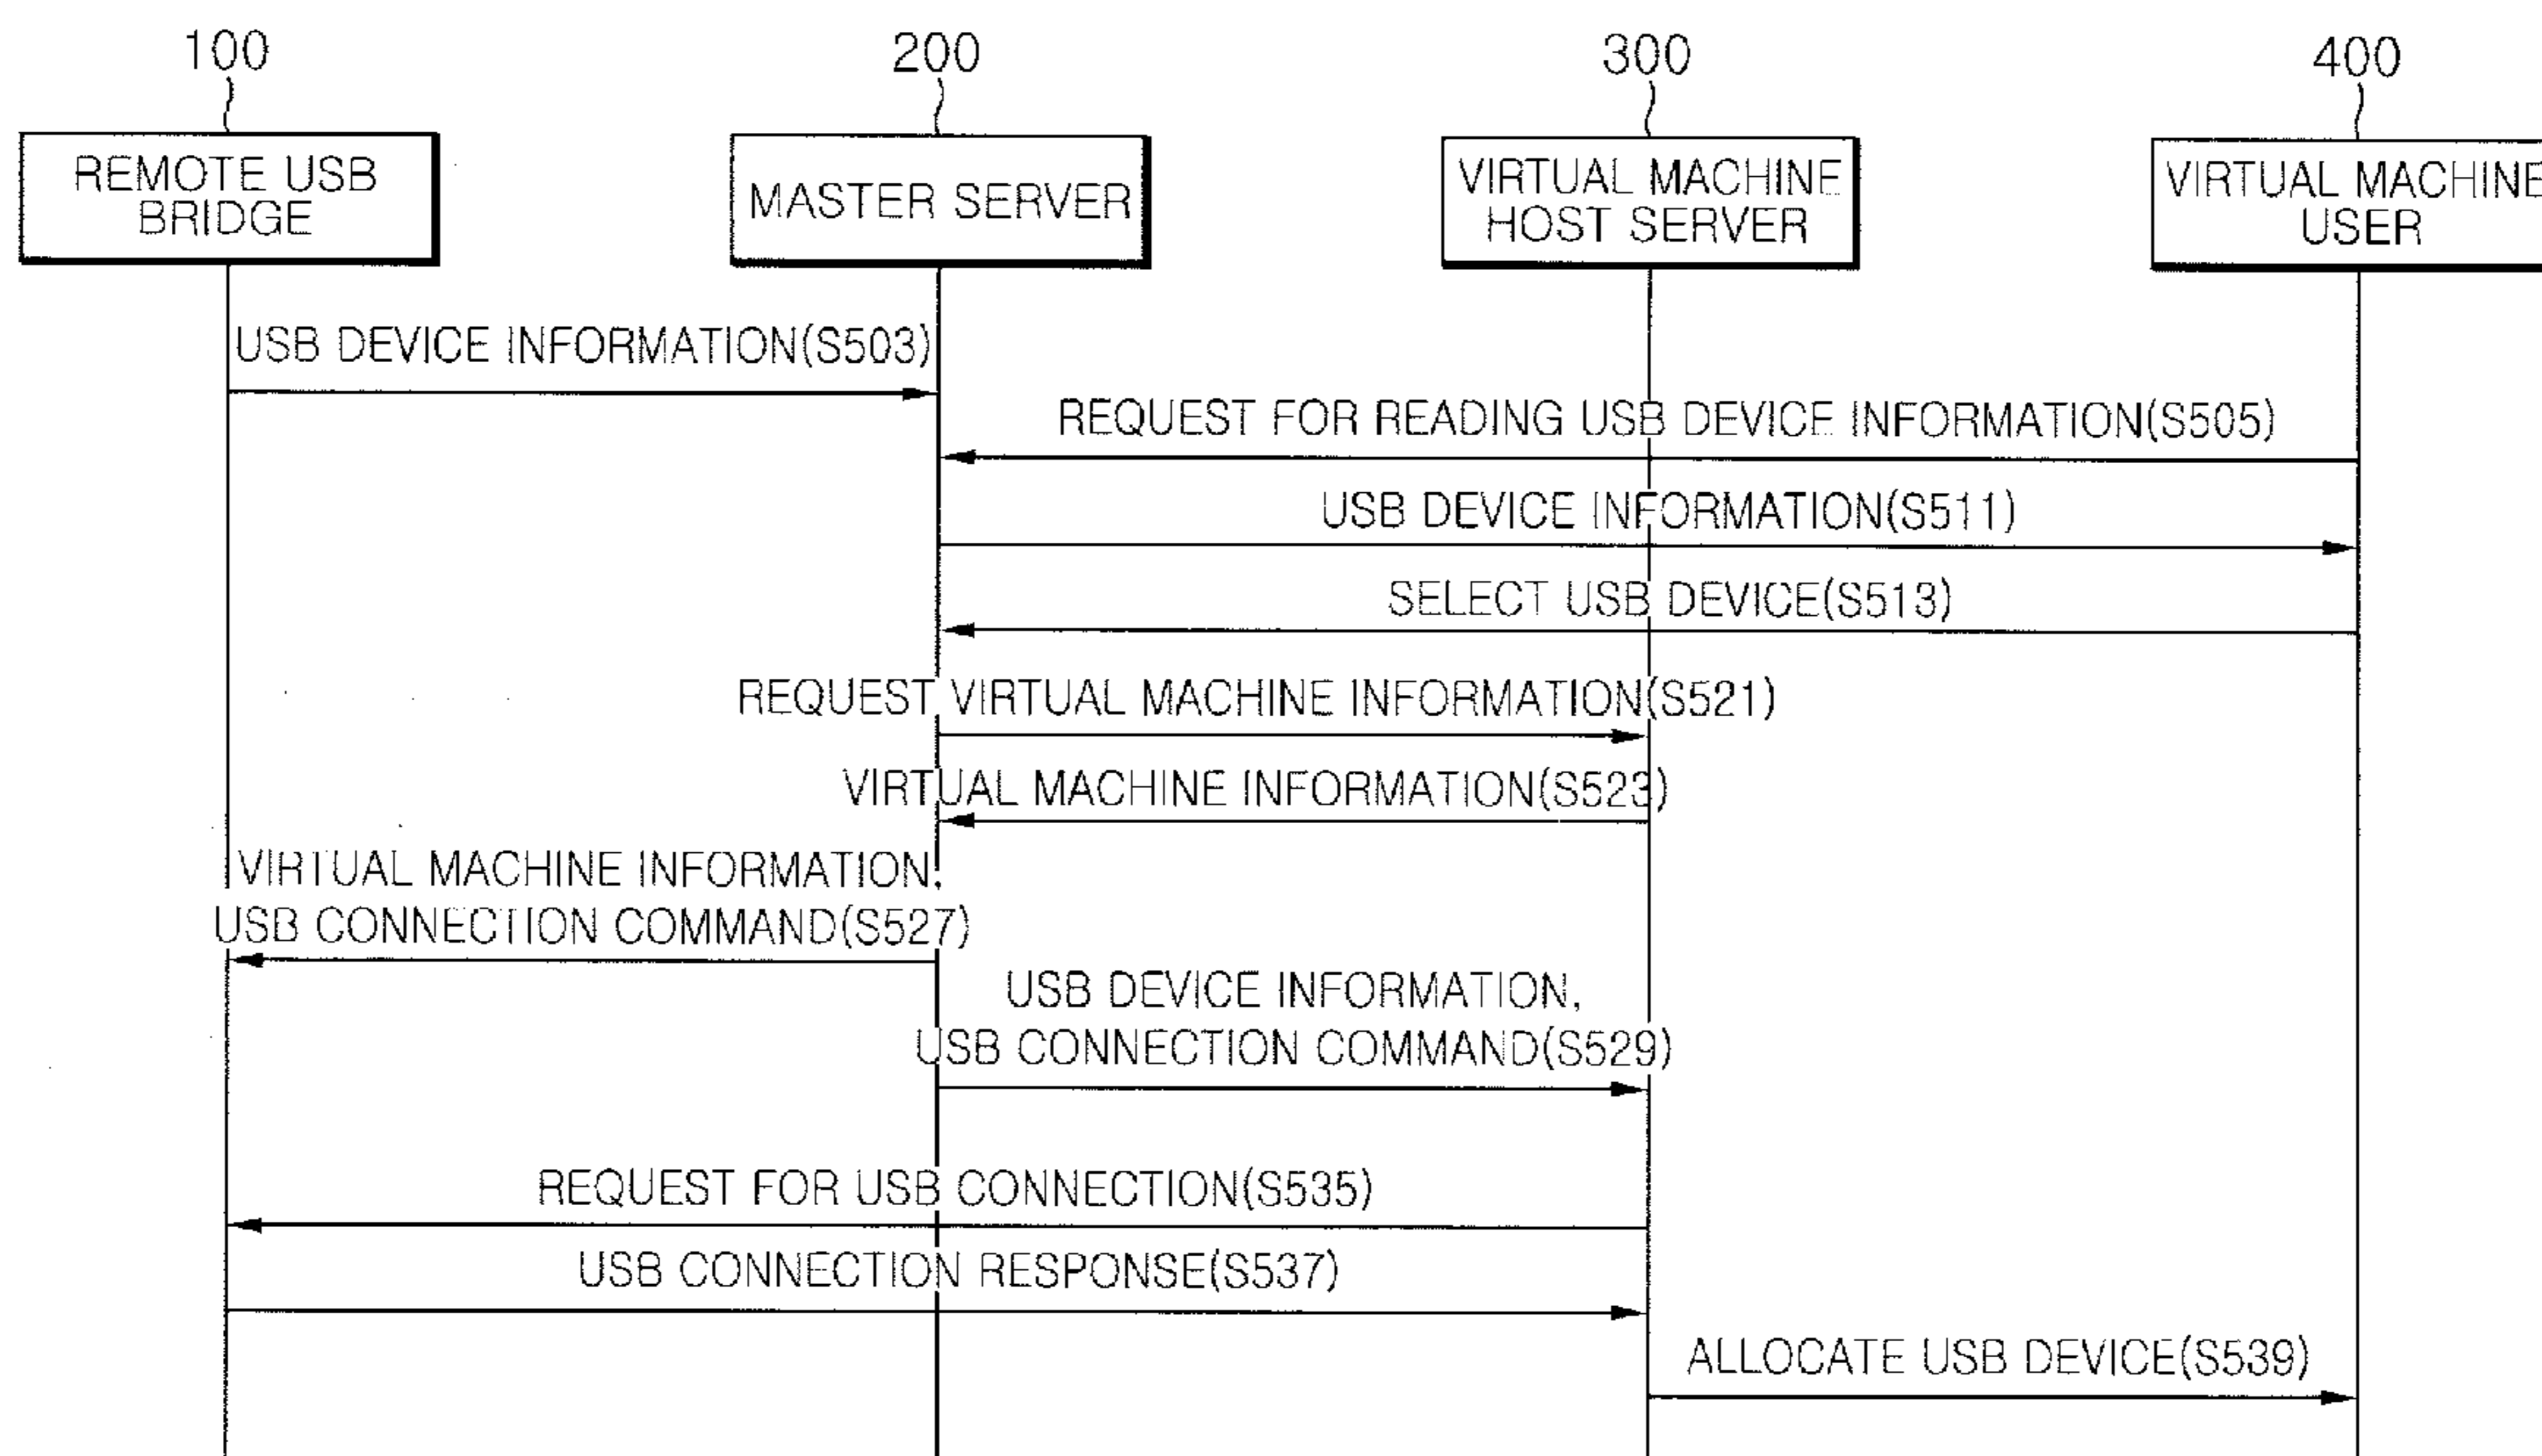 100
200
300
400
REMOTE USB
BRIDGE
MASTER SERVER
VIRTUAL MACHINE
HOST SERVER
VIRTUAL MACHINE
USER
USB DEVICE INFORMATION(S503)
REQUEST FOR READING USB DEVICE INFORMATION(S505)
USB DEVICE INFORMATION(S511)
SELECT USB DEVICE(S513)
REQUEST VIRTUAL MACHINE INFORMATION(S521)
VIRTUAL MACHINE INFORMATION(S523)
VIRTUAL MACHINE INFORMATION,
USB CONNECTION COMMAND(S527)
USB DEVICE INFORMATION,
USB CONNECTION COMMAND(S529)
REQUEST FOR USB CONNECTION(S535)
USB CONNECTION RESPONSE(S537)
ALLOCATE USB DEVICE(S539)